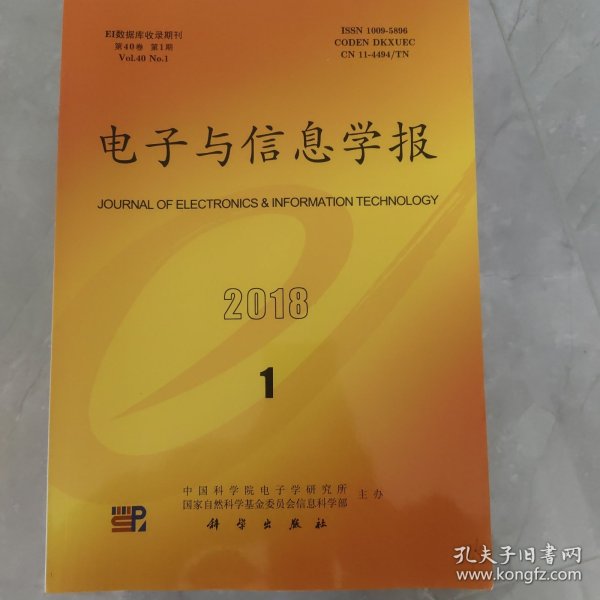 EI数据库收录期刊
第40卷 第1期
Vol.40 No.1
ISSN 1009-5896
CODEN DKXUEC
CN 11-4494/TN
电子与信息学报
JOURNAL OF ELECTRONICS & INFORMATION TECHNOLOGY
2018
1
中国科学院电子学研究所
国家自然科学基金委员会信息科学部
主办
科学出版社
孔夫子旧书网
www.kongfz.com